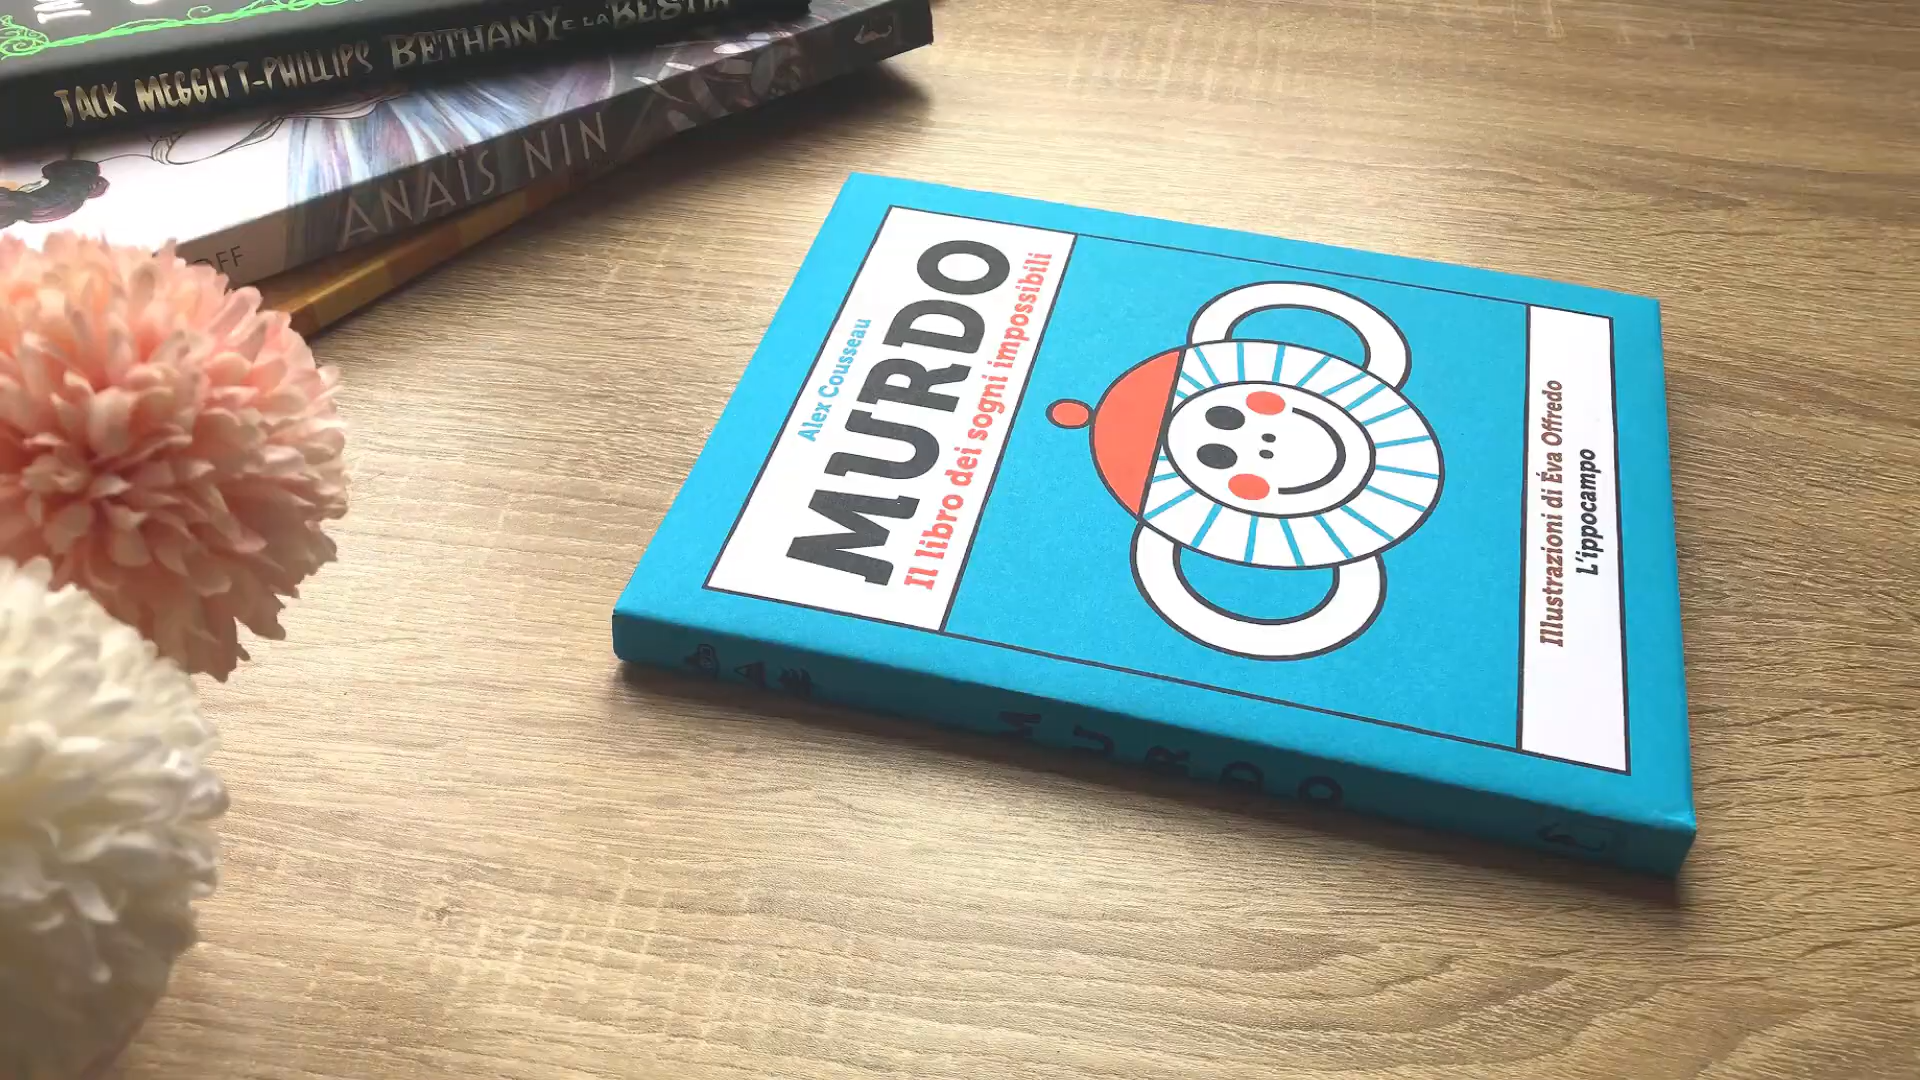 JACK MEGGITT-PHILLIPS BETHANY E LA BESTIA
ANAÏS NIN
Alex Cousseau
MURDO
Il libro dei sogni impossibili
Illustrazioni di Éva Offredo
L'ippocampo
MURDO